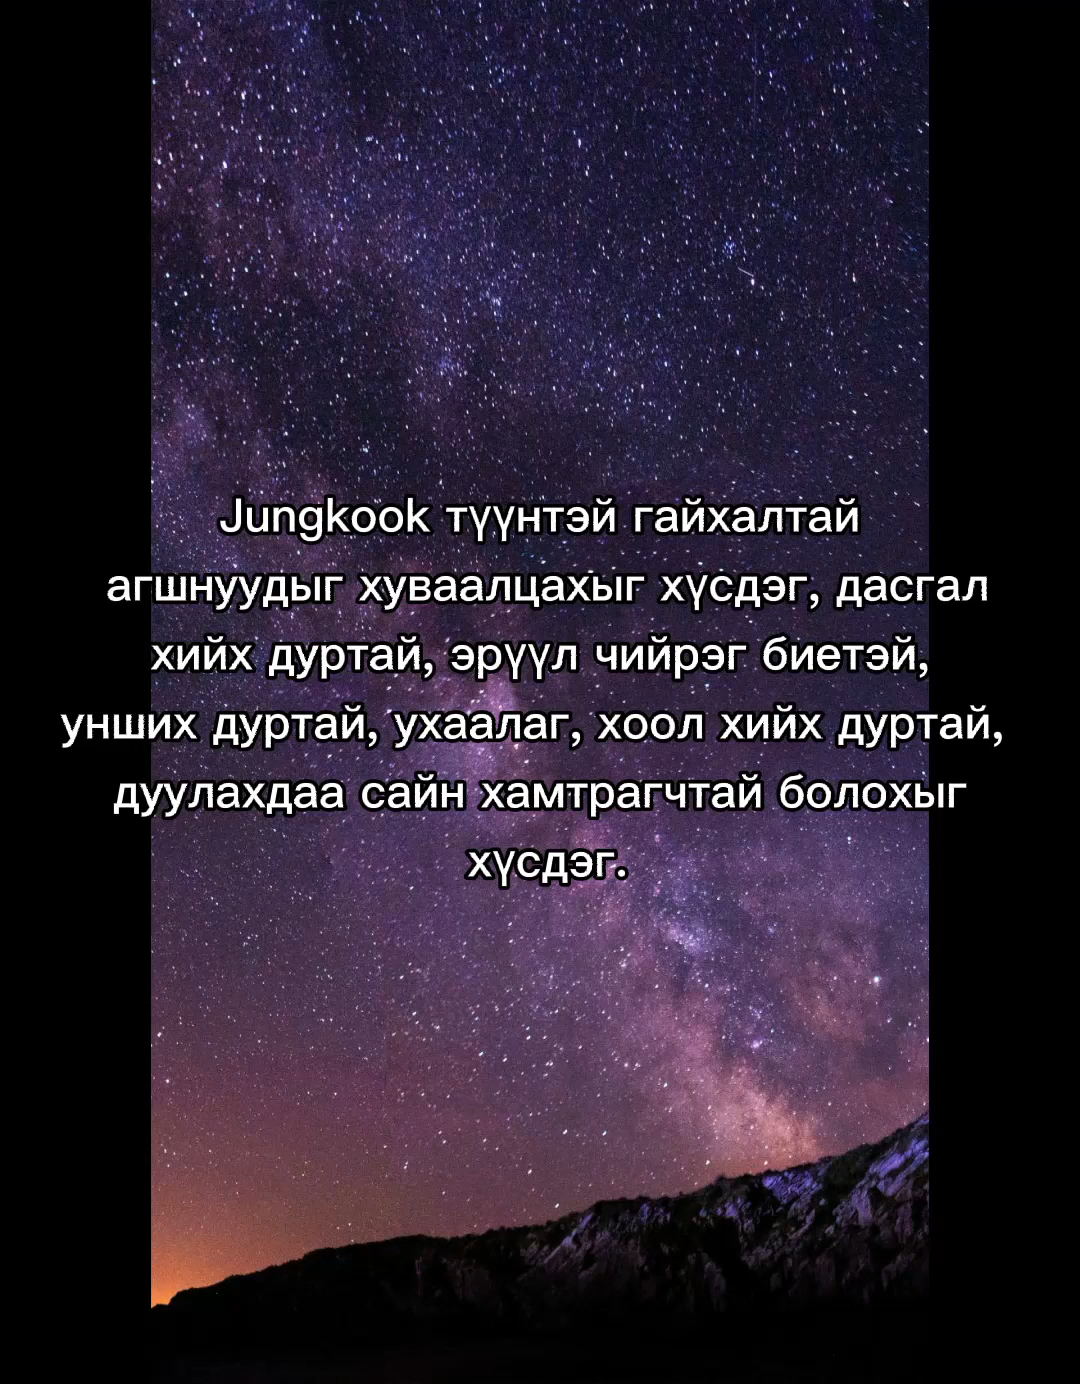 Jungkook түүнтэй гайхалтай
агшнуудыг хуваалцахыг хүсдэг, дасгал
хийх дуртай, эрүүл чийрэг биетэй,
унших дуртай, ухаалаг, хоол хийх дуртай,
дуулахдаа сайн хамтрагчтай болохыг
хүсдэг.